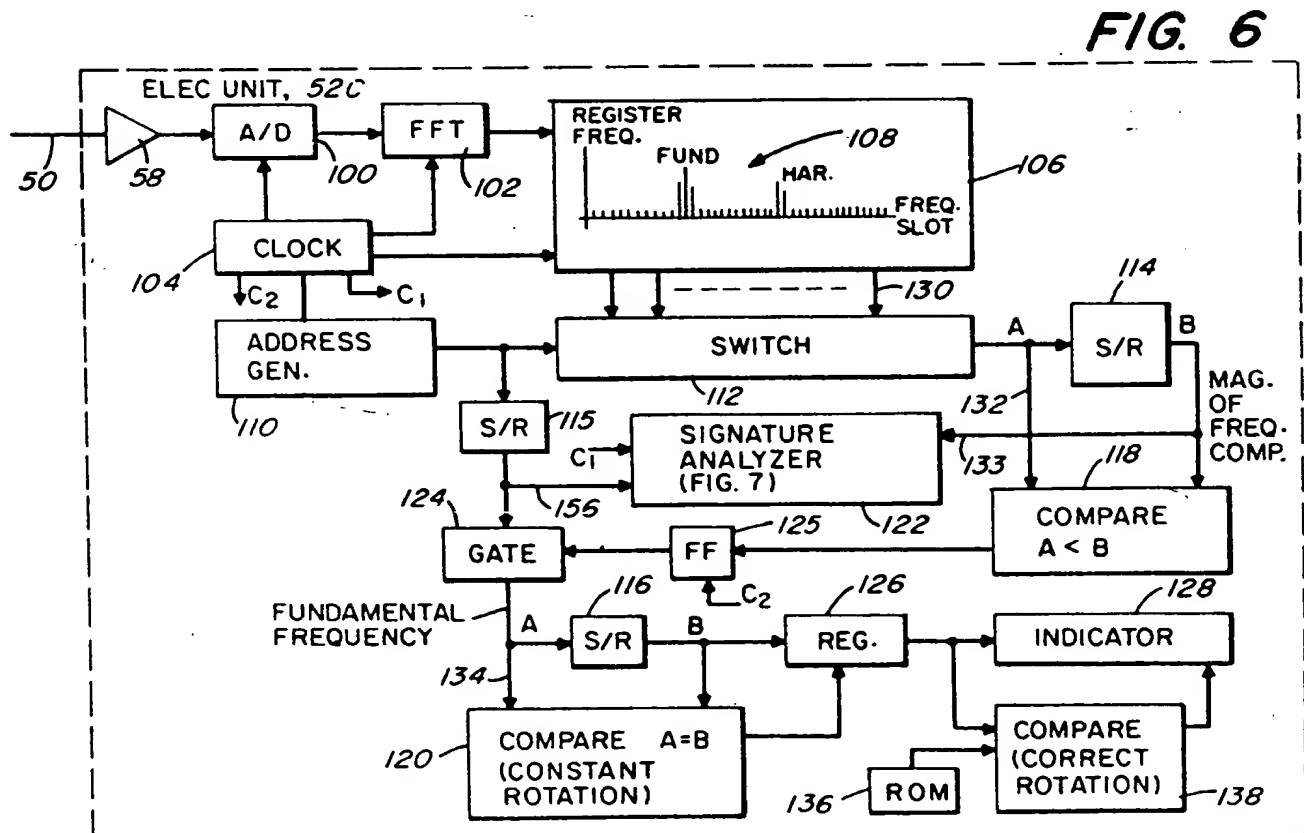 FIG. 6
ELEC UNIT, 52C
A/D
FFT
REGISTER
FREQ.
FUND
108
HAR.
FREQ.
SLOT
106
50
58
100
102
104
CLOCK
C2
C1
130
114
ADDRESS
GEN.
110
SWITCH
112
A
S/R
B
132
MAG.
OF
FREQ.
COMP.
S/R
115
C1
SIGNATURE
ANALYZER
(FIG. 7)
133
118
156
122
124
GATE
125
FF
C2
COMPARE
A < B
FUNDAMENTAL
FREQUENCY
116
126
128
A
S/R
B
REG.
INDICATOR
134
120
COMPARE A=B
(CONSTANT
ROTATION)
136
ROM
COMPARE
(CORRECT
ROTATION)
138